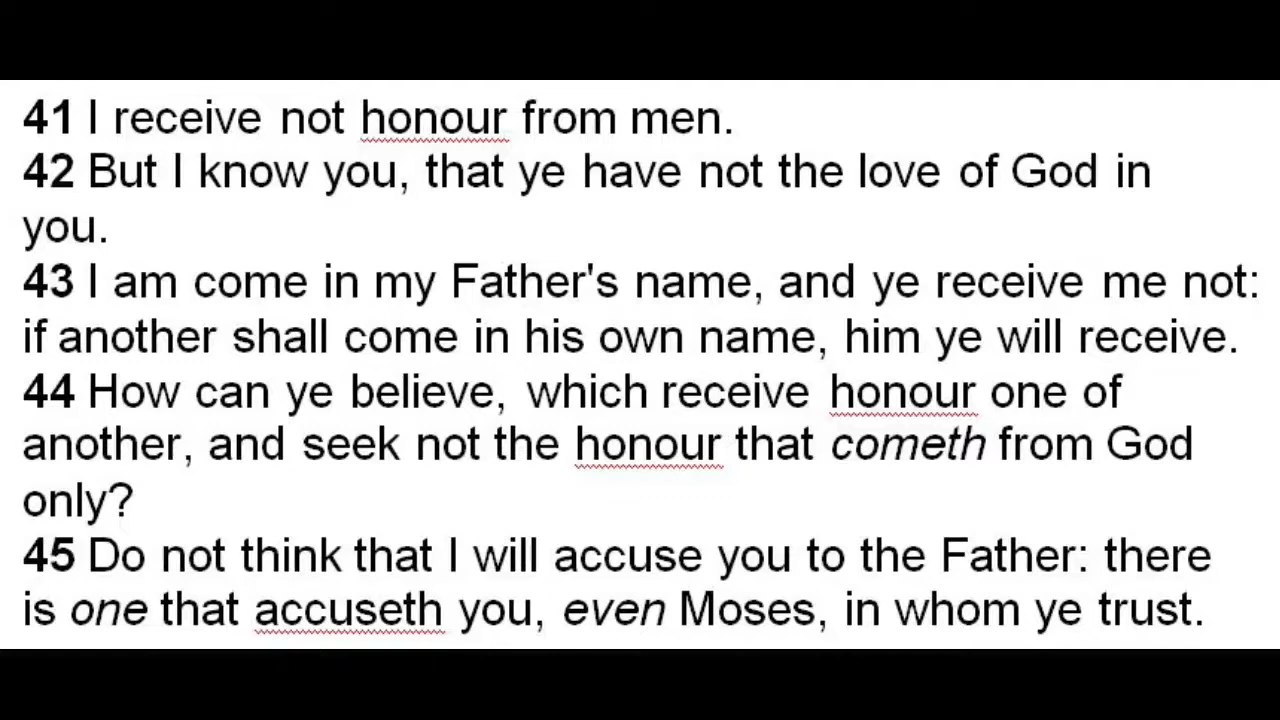 41 I receive not honour from men.
42 But I know you, that ye have not the love of God in
you.
43 I am come in my Father's name, and ye receive me not:
if another shall come in his own name, him ye will receive.
44 How can ye believe, which receive honour one of
another, and seek not the honour that cometh from God
only?
45 Do not think that I will accuse you to the Father: there
is one that accuseth you, even Moses, in whom ye trust.